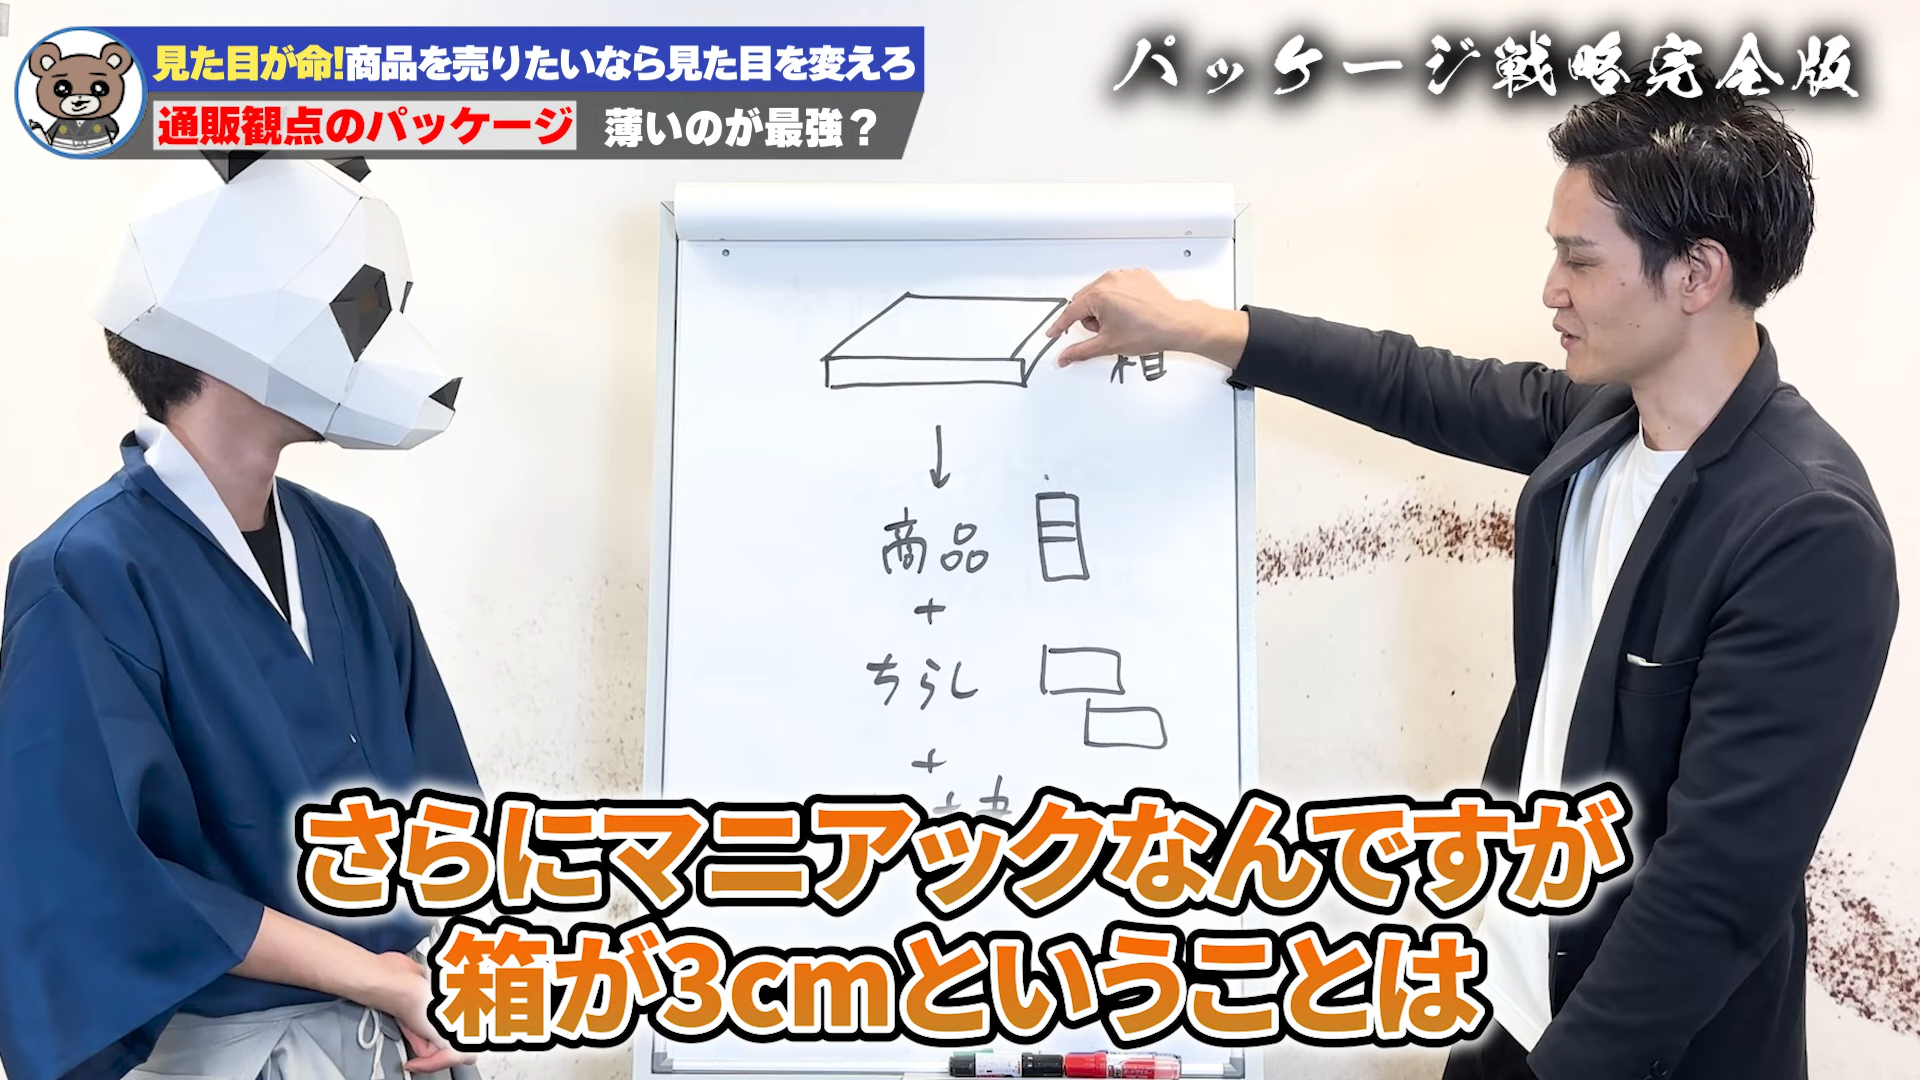 見た目が命!商品を売りたいなら見た目を変えろ
通販観点のパッケージ 薄いのが最強？
パッケージ戦略完全版
箱
↓
商品
+
ちらし
+
さらにマニアックなんですが
箱が3cmということは